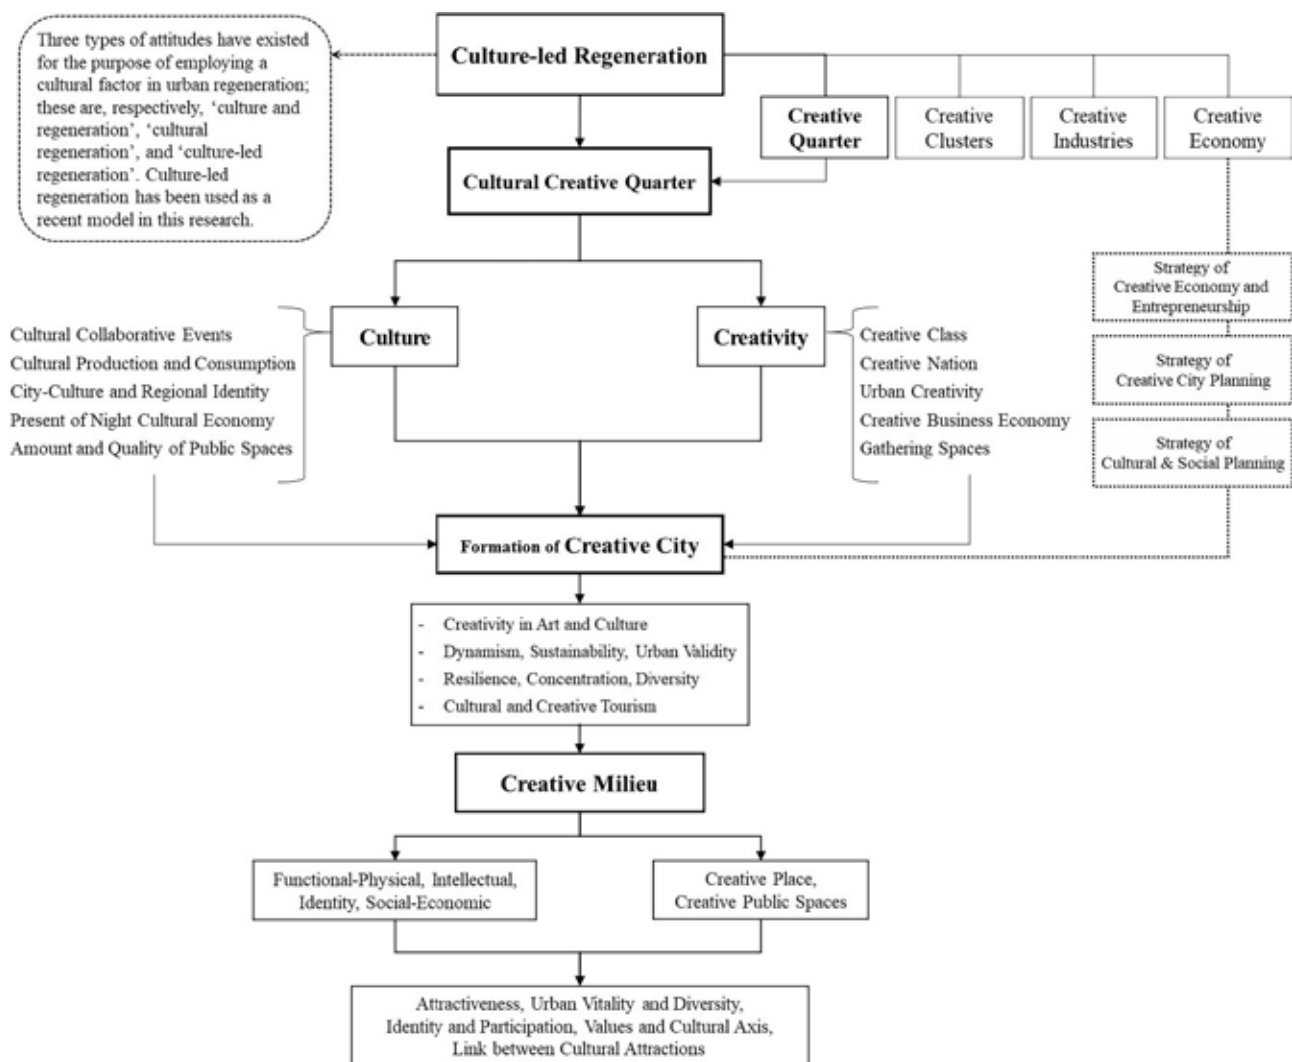 Three types of attitudes have existed
for the purpose of employing a
cultural factor in urban regeneration;
these are, respectively, ‘culture and
regeneration’, ‘cultural
regeneration’, and ‘culture-led
regeneration’. Culture-led
regeneration has been used as a
recent model in this research.
Culture-led Regeneration
Creative
Quarter
Creative
Clusters
Creative
Industries
Creative
Economy
Cultural Creative Quarter
Strategy of
Creative Economy and
Entrepreneurship
Strategy of
Creative City Planning
Strategy of
Cultural & Social Planning
Culture
Creativity
Cultural Collaborative Events
Cultural Production and Consumption
City-Culture and Regional Identity
Present of Night Cultural Economy
Amount and Quality of Public Spaces
Creative Class
Creative Nation
Urban Creativity
Creative Business Economy
Gathering Spaces
Formation of Creative City
- Creativity in Art and Culture
- Dynamism, Sustainability, Urban Validity
- Resilience, Concentration, Diversity
- Cultural and Creative Tourism
Creative Milieu
Functional-Physical, Intellectual,
Identity, Social-Economic
Creative Place,
Creative Public Spaces
Attractiveness, Urban Vitality and Diversity,
Identity and Participation, Values and Cultural Axis,
Link between Cultural Attractions